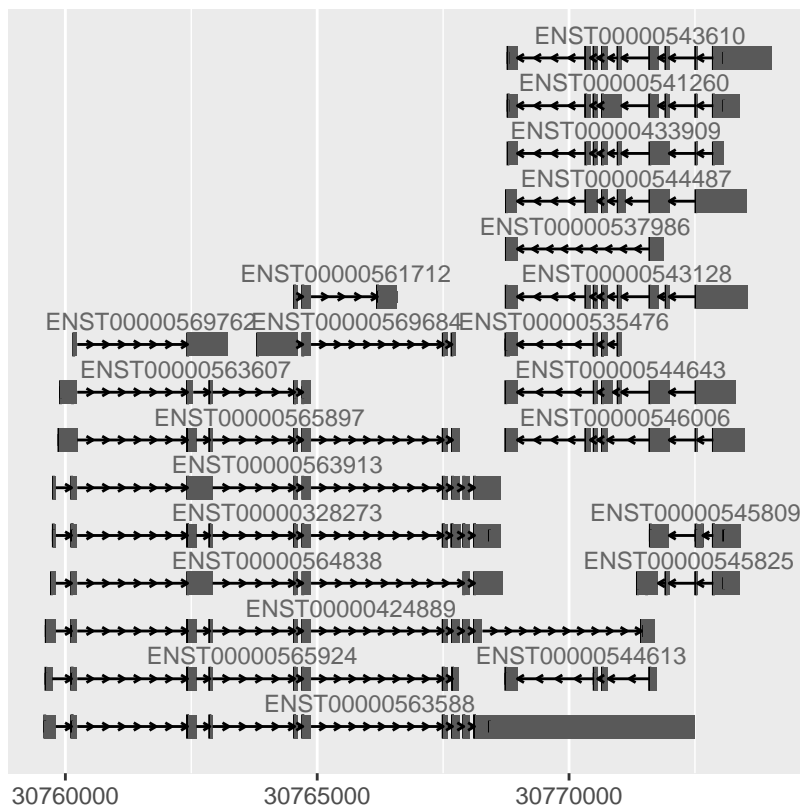 ENST00000543610
ENST00000541260
ENST00000433909
ENST00000544487
ENST00000537986
ENST00000561712 ENST00000543128
ENST00000569762 ENST00000569684 ENST00000535476
ENST00000563607 ENST00000544643
ENST00000565897 ENST00000546006
ENST00000563913
ENST00000328273 ENST00000545809
ENST00000564838 ENST00000545825
ENST00000424889
ENST00000565924 ENST00000544613
ENST00000563588
30760000 30765000 30770000